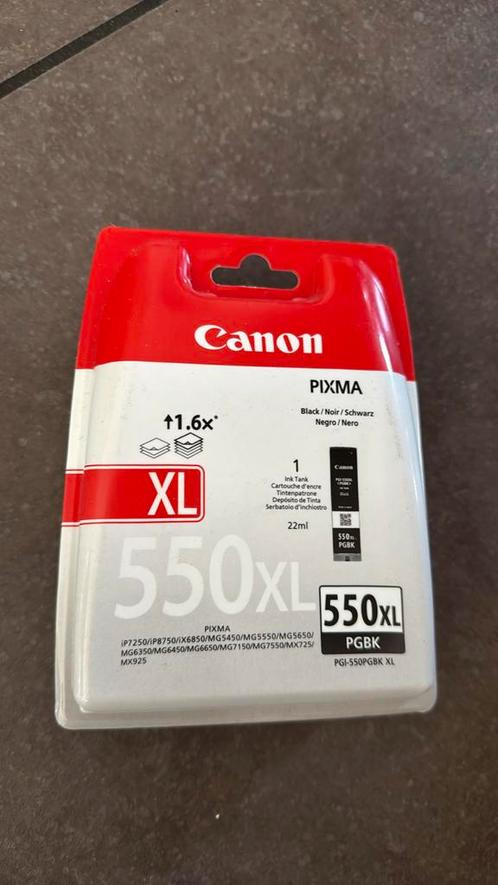 Canon
PIXMA
Black / Noir / Schwarz
Negro / Nero
↑1.6x*
XL
1
Ink Tank
Cartouche d'encre
Tintenpatrone
Depósito de Tinta
Serbatoio d'inchiostro
22ml
Canon
Black
550XL
PGBK
550XL
PIXMA
iP7250/iP8750/iX6850/MG5450/MG5550/MG5650/
MG6350/MG6450/MG6650/MG7150/MG7550/MX725/
MX925
550XL
PGBK
PGI-550PGBK XL